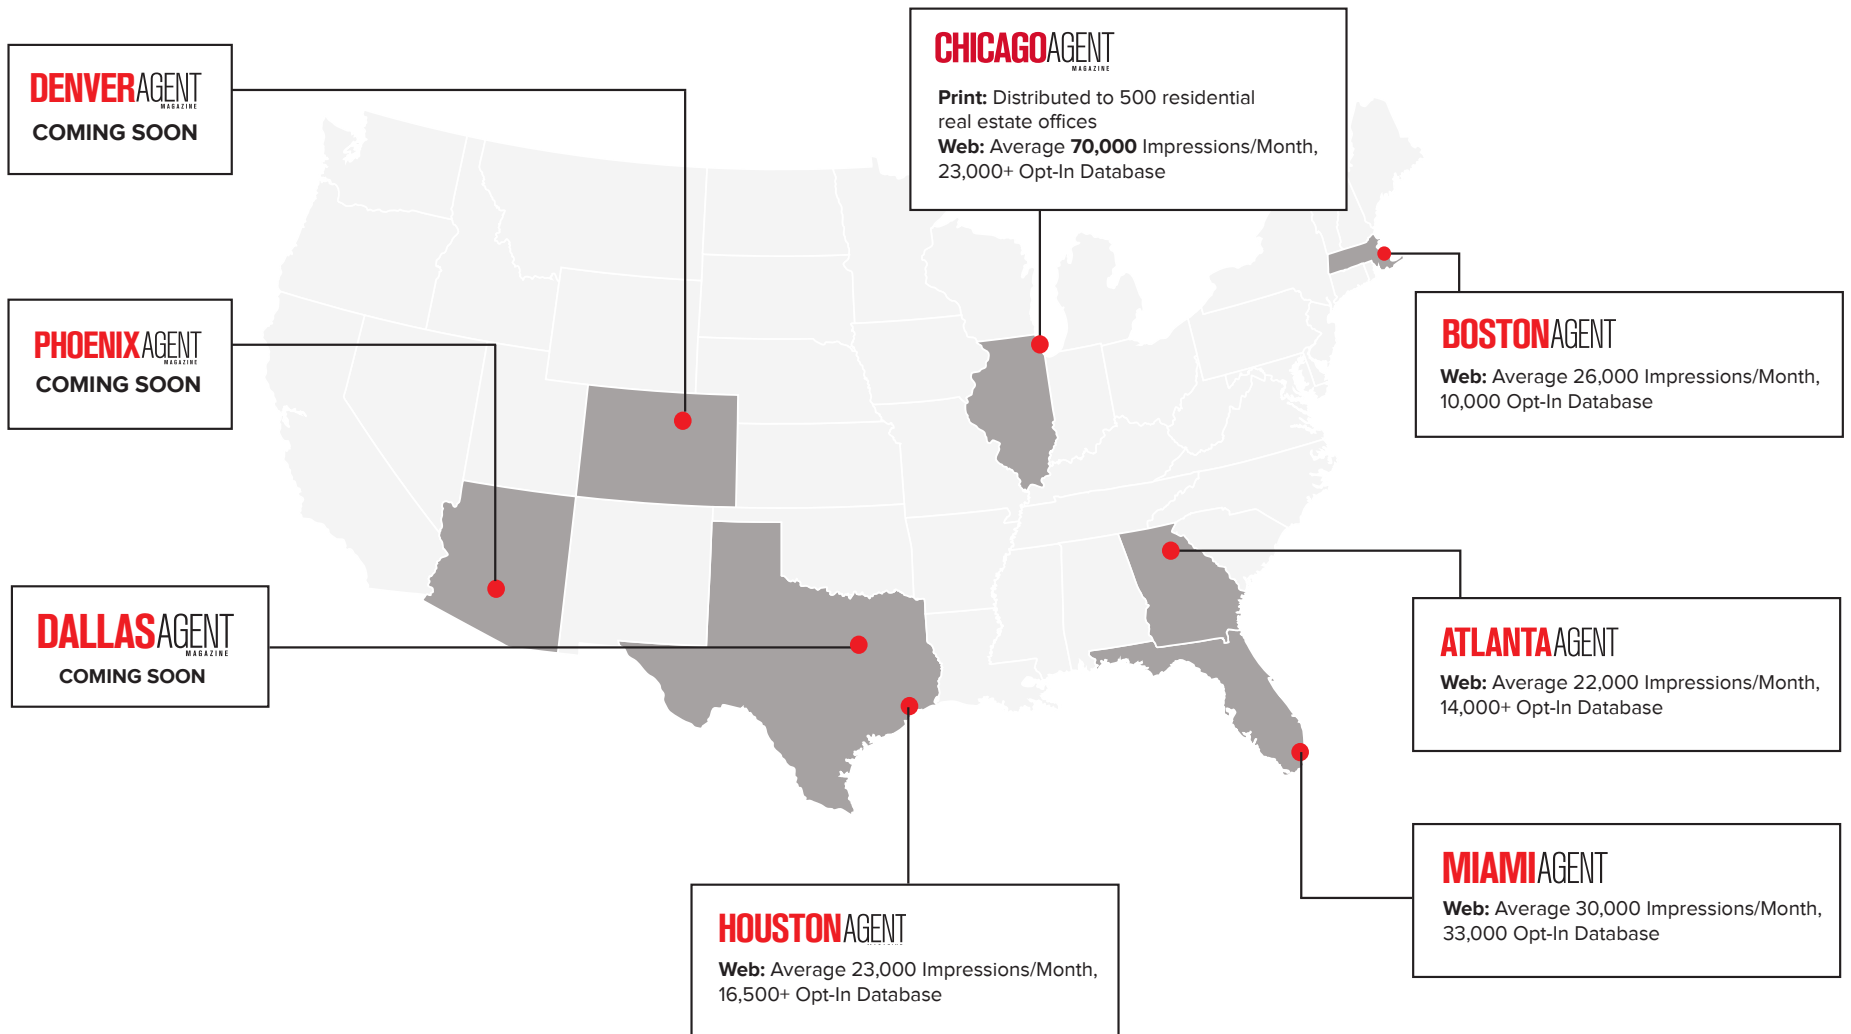 DENVERAGENT
MAGAZINE
COMING SOON
PHOENIXAGENT
MAGAZINE
COMING SOON
DALLASAGENT
MAGAZINE
COMING SOON
CHICAGOAGENT
MAGAZINE
Print: Distributed to 500 residential
real estate offices
Web: Average 70,000 Impressions/Month,
23,000+ Opt-In Database
BOSTONAGENT
Web: Average 26,000 Impressions/Month,
10,000 Opt-In Database
ATLANTAAGENT
Web: Average 22,000 Impressions/Month,
14,000+ Opt-In Database
MIAMIAGENT
Web: Average 30,000 Impressions/Month,
33,000 Opt-In Database
HOUSTONAGENT
Web: Average 23,000 Impressions/Month,
16,500+ Opt-In Database